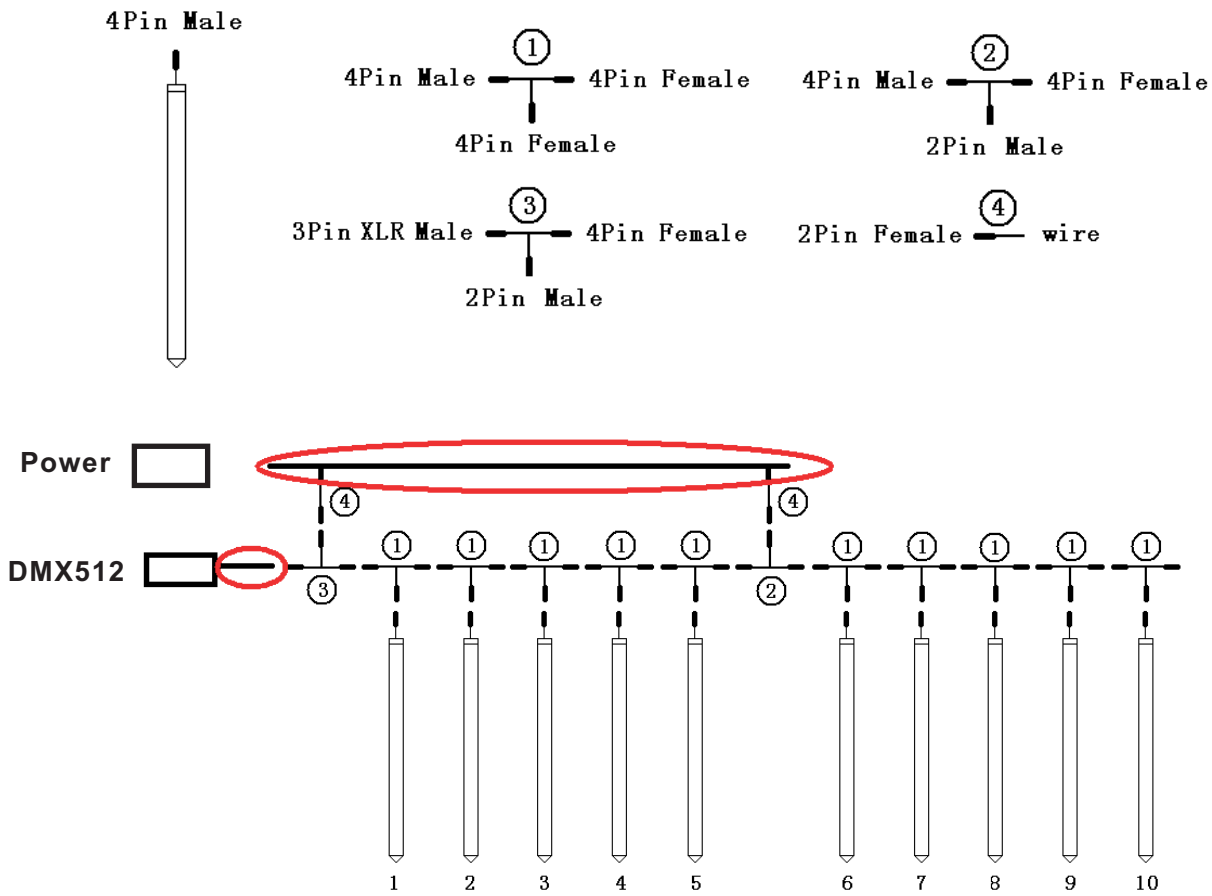 4Pin Male
①
4Pin Male 4Pin Female
4Pin Female
②
4Pin Male 4Pin Female
2Pin Male
③
3Pin XLR Male 4Pin Female
2Pin Male
④
2Pin Female wire
Power
④ ④
DMX512
① ① ① ① ① ① ① ① ① ①
③ ②
1 2 3 4 5 6 7 8 9 10